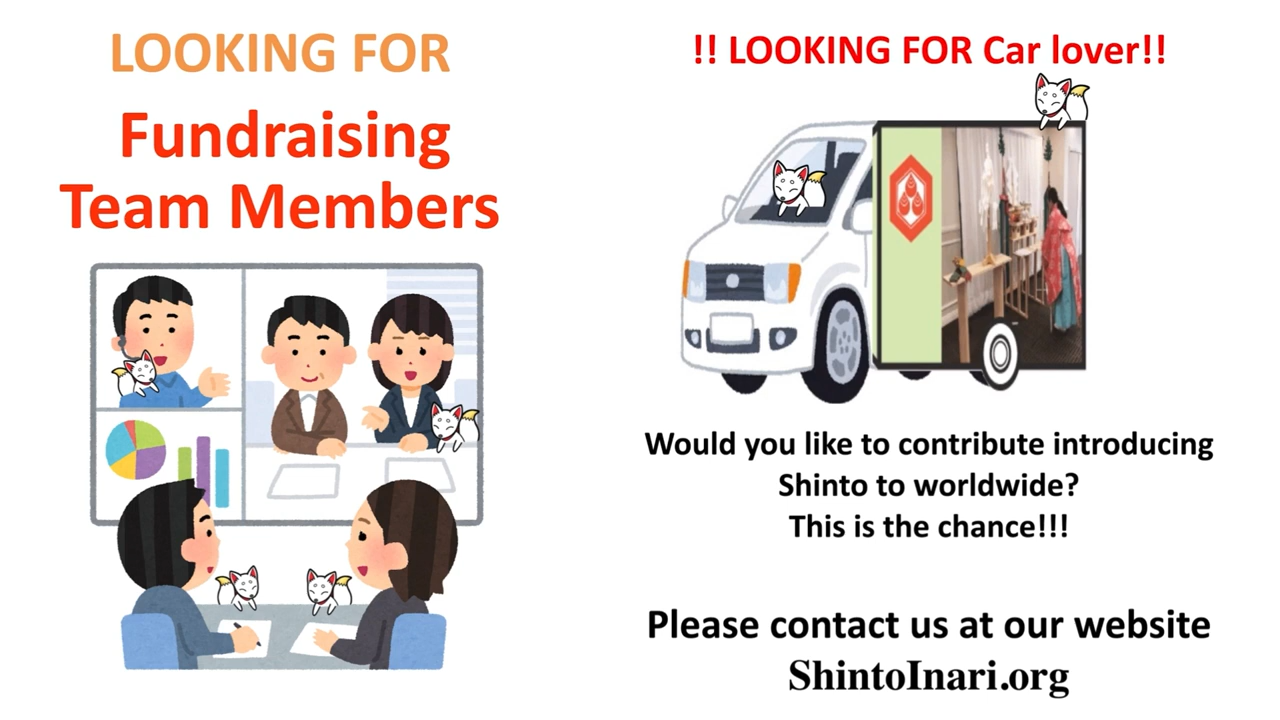 LOOKING FOR
Fundraising
Team Members
!! LOOKING FOR Car lover!!
Would you like to contribute introducing
Shinto to worldwide?
This is the chance!!!
Please contact us at our website
ShintoInari.org